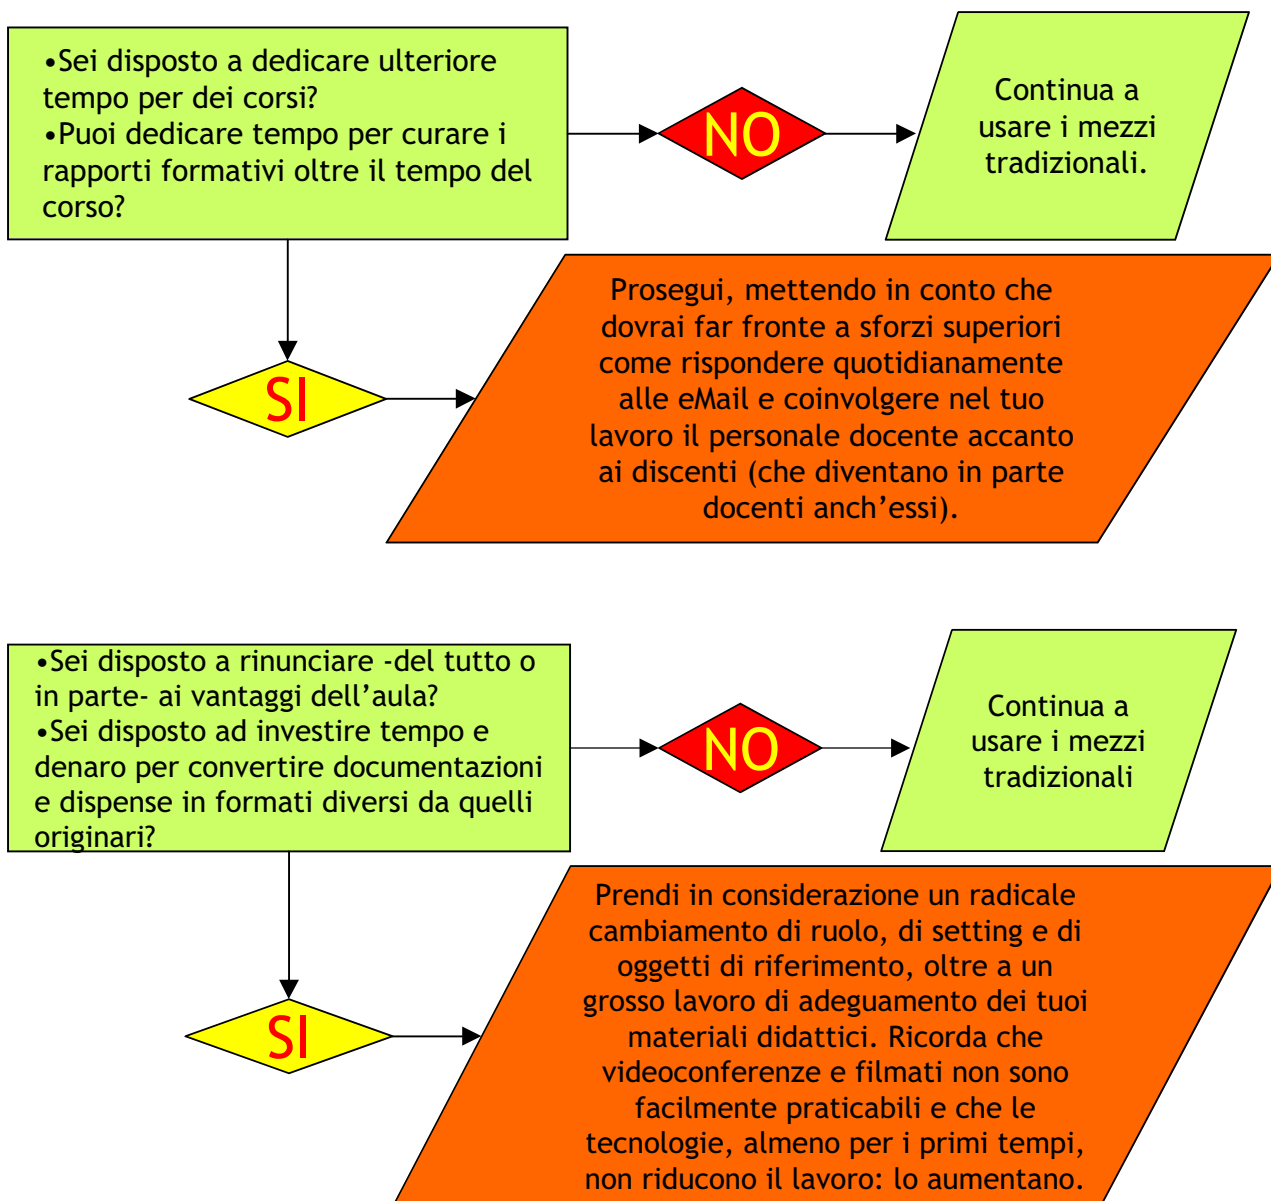 •Sei disposto a dedicare ulteriore
tempo per dei corsi?
•Puoi dedicare tempo per curare i
rapporti formativi oltre il tempo del
corso?
NO
Continua a
usare i mezzi
tradizionali.
SI
Prosegui, mettendo in conto che
dovrai far fronte a sforzi superiori
come rispondere quotidianamente
alle eMail e coinvolgere nel tuo
lavoro il personale docente accanto
ai discenti (che diventano in parte
docenti anch’essi).
•Sei disposto a rinunciare -del tutto o
in parte- ai vantaggi dell’aula?
•Sei disposto ad investire tempo e
denaro per convertire documentazioni
e dispense in formati diversi da quelli
originari?
NO
Continua a
usare i mezzi
tradizionali
SI
Prendi in considerazione un radicale
cambiamento di ruolo, di setting e di
oggetti di riferimento, oltre a un
grosso lavoro di adeguamento dei tuoi
materiali didattici. Ricorda che
videoconferenze e filmati non sono
facilmente praticabili e che le
tecnologie, almeno per i primi tempi,
non riducono il lavoro: lo aumentano.